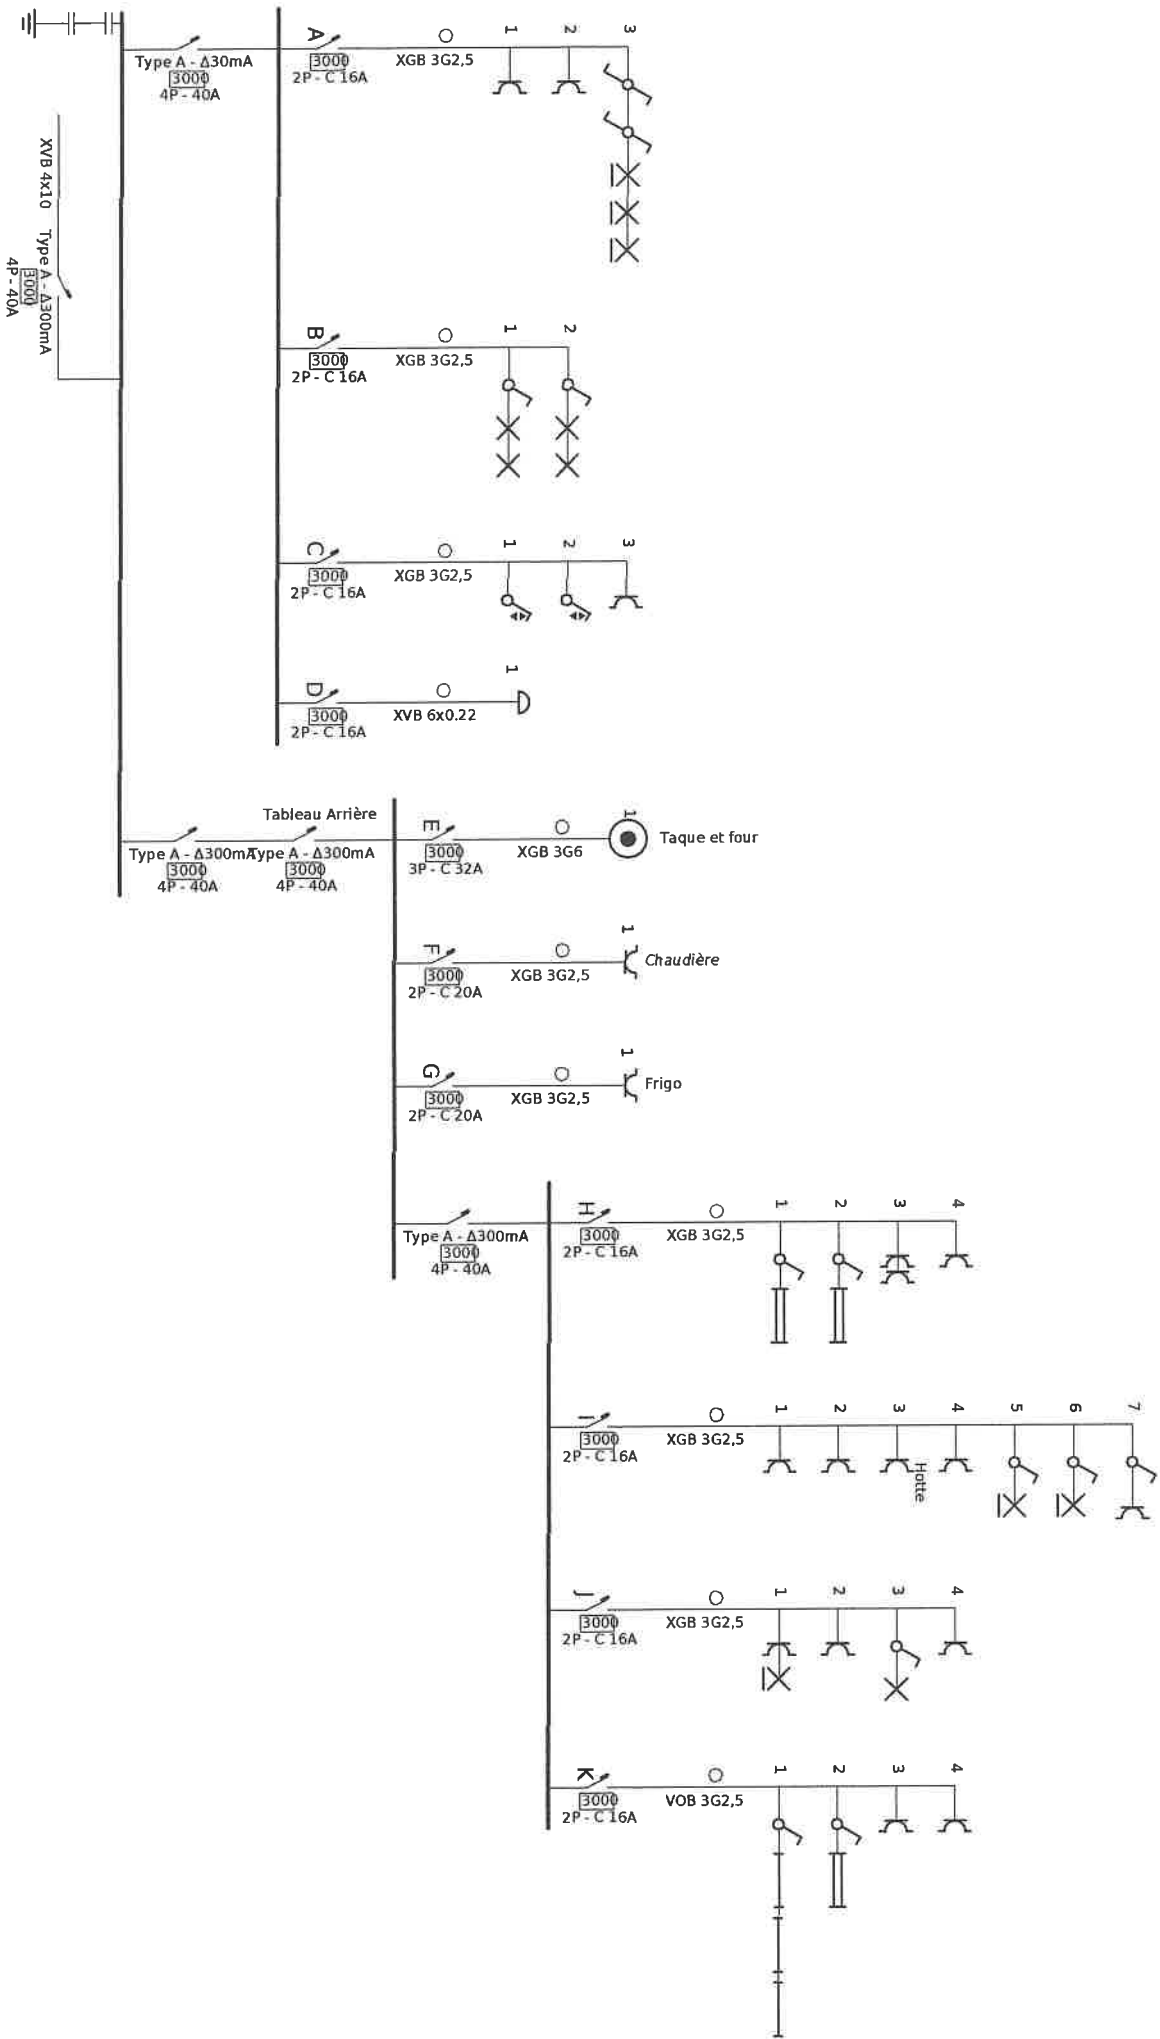 Type A - Δ30mA
3000
4P - 40A
XVB 4x10
Type A - Δ300mA
3000
4P - 40A
A
3000
2P - C 16A
XGB 3G2,5
1
2
3
B
3000
2P - C 16A
XGB 3G2,5
1
2
C
3000
2P - C 16A
XGB 3G2,5
1
2
3
D
3000
2P - C 16A
XVB 6x0.22
1
Type A - Δ300mA
3000
4P - 40A
Tableau Arrière
Type A - Δ300mA
3000
4P - 40A
E
3000
3P - C 32A
XGB 3G6
1
Taque et four
F
3000
2P - C 20A
XGB 3G2,5
1
Chaudière
G
3000
2P - C 20A
XGB 3G2,5
1
Frigo
Type A - Δ300mA
3000
4P - 40A
H
3000
2P - C 16A
XGB 3G2,5
1
2
3
4
I
3000
2P - C 16A
XGB 3G2,5
1
2
3
4
5
6
7
Hotte
J
3000
2P - C 16A
XGB 3G2,5
1
2
3
4
K
3000
2P - C 16A
VOB 3G2,5
1
2
3
4